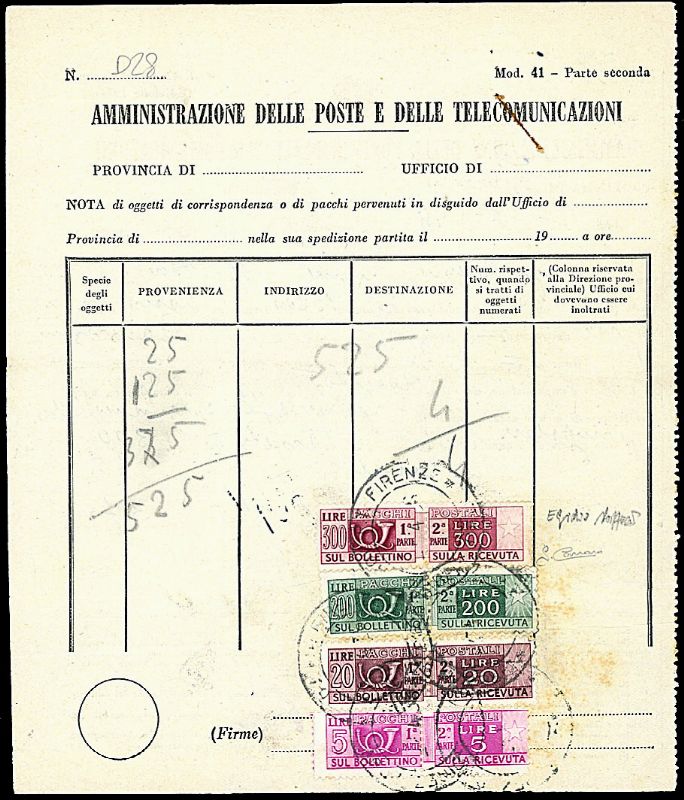 N. D28
Mod. 41 – Parte seconda
AMMINISTRAZIONE DELLE POSTE E DELLE TELECOMUNICAZIONI
PROVINCIA DI UFFICIO DI
NOTA di oggetti di corrispondenza o di pacchi pervenuti in disguido dall'Ufficio di
Provincia di nella sua spedizione partita il 19 a ore
Specie degli oggetti
PROVENIENZA
INDIRIZZO
DESTINAZIONE
Num. rispettivo, quando si tratti di oggetti numerati
(Colonna riservata alla Direzione provinciale) Ufficio cui dovevano essere inoltrati
25
125
375
525
525
4
FIRENZE
LIRE PACCHI POSTALI
300 1ª PARTE 2ª PARTE LIRE 300
SUL BOLLETTINO SULLA RICEVUTA
LIRE PACCHI POSTALI
200 1ª PARTE 2ª PARTE LIRE 200
SUL BOLLETTINO SULLA RICEVUTA
LIRE PACCHI POSTALI
20 1ª PARTE 2ª PARTE LIRE 20
SUL BOLLETTINO SULLA RICEVUTA
LIRE PACCHI POSTALI
5 1ª PARTE 2ª PARTE LIRE 5
SUL BOLLETTINO SULLA RICEVUTA
(Firme)